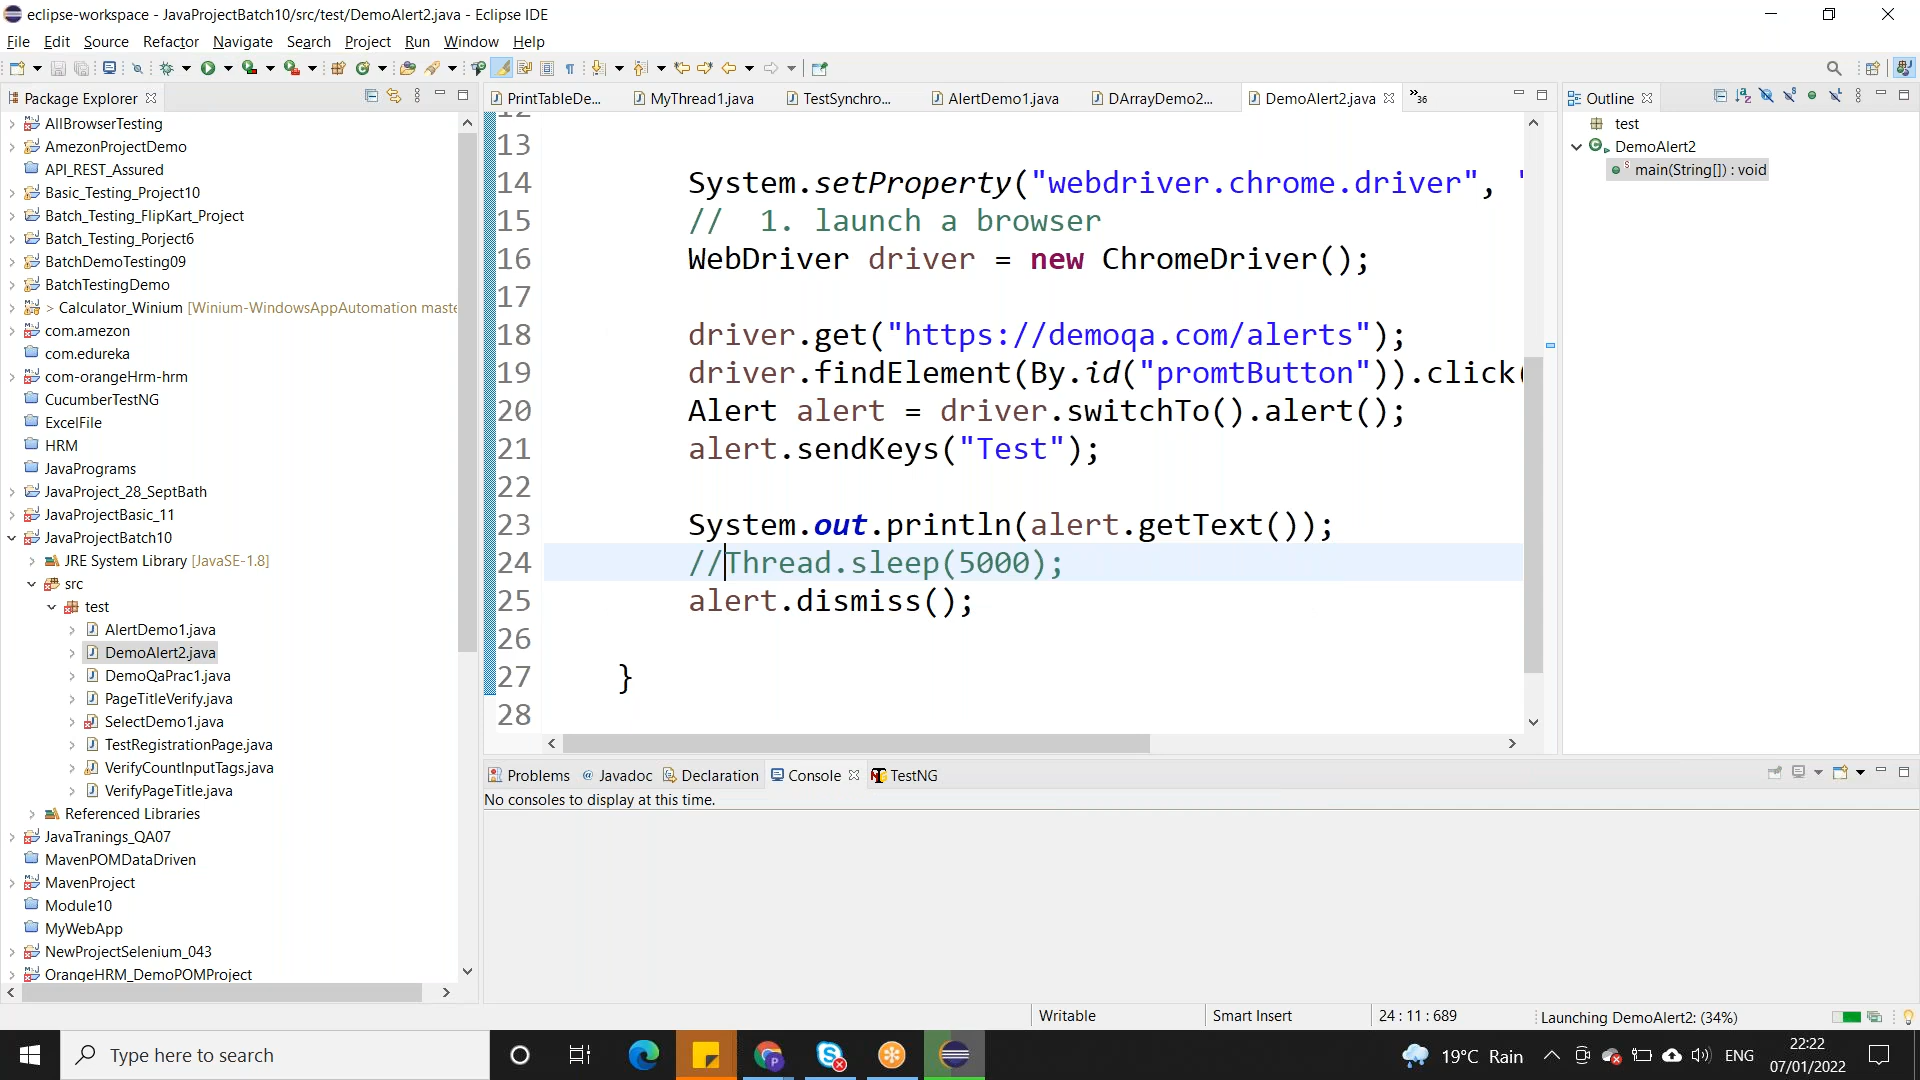 eclipse-workspace - JavaProjectBatch10/src/test/DemoAlert2.java - Eclipse IDE
File Edit Source Refactor Navigate Search Project Run Window Help
Package Explorer
AllBrowserTesting
AmezonProjectDemo
API_REST_Assured
Basic_Testing_Project10
Batch_Testing_FlipKart_Project
Batch_Testing_Porject6
BatchDemoTesting09
BatchTestingDemo
> Calculator_Winium [Winium-WindowsAppAutomation maste
com.amezon
com.edureka
com-orangeHrm-hrm
CucumberTestNG
ExcelFile
HRM
JavaPrograms
JavaProject_28_SeptBath
JavaProjectBasic_11
JavaProjectBatch10
JRE System Library [JavaSE-1.8]
src
test
AlertDemo1.java
DemoAlert2.java
DemoQaPrac1.java
PageTitleVerify.java
SelectDemo1.java
TestRegistrationPage.java
VerifyCountInputTags.java
VerifyPageTitle.java
Referenced Libraries
JavaTranings_QA07
MavenPOMDataDriven
MavenProject
Module10
MyWebApp
NewProjectSelenium_043
OrangeHRM_DemoPOMProject
PrintTableDe... MyThread1.java TestSynchro... AlertDemo1.java DArrayDemo2... DemoAlert2.java 36
12
13
14 System.setProperty("webdriver.chrome.driver", "
15 // 1. launch a browser
16 WebDriver driver = new ChromeDriver();
17
18 driver.get("https://demoqa.com/alerts");
19 driver.findElement(By.id("promtButton")).click(
20 Alert alert = driver.switchTo().alert();
21 alert.sendKeys("Test");
22
23 System.out.println(alert.getText());
24 //Thread.sleep(5000);
25 alert.dismiss();
26
27 }
28
Outline
test
DemoAlert2
main(String[]) : void
Problems @ Javadoc Declaration Console TestNG
No consoles to display at this time.
Writable Smart Insert 24 : 11 : 689 Launching DemoAlert2: (34%)
Type here to search
19°C Rain ENG
22:22
07/01/2022